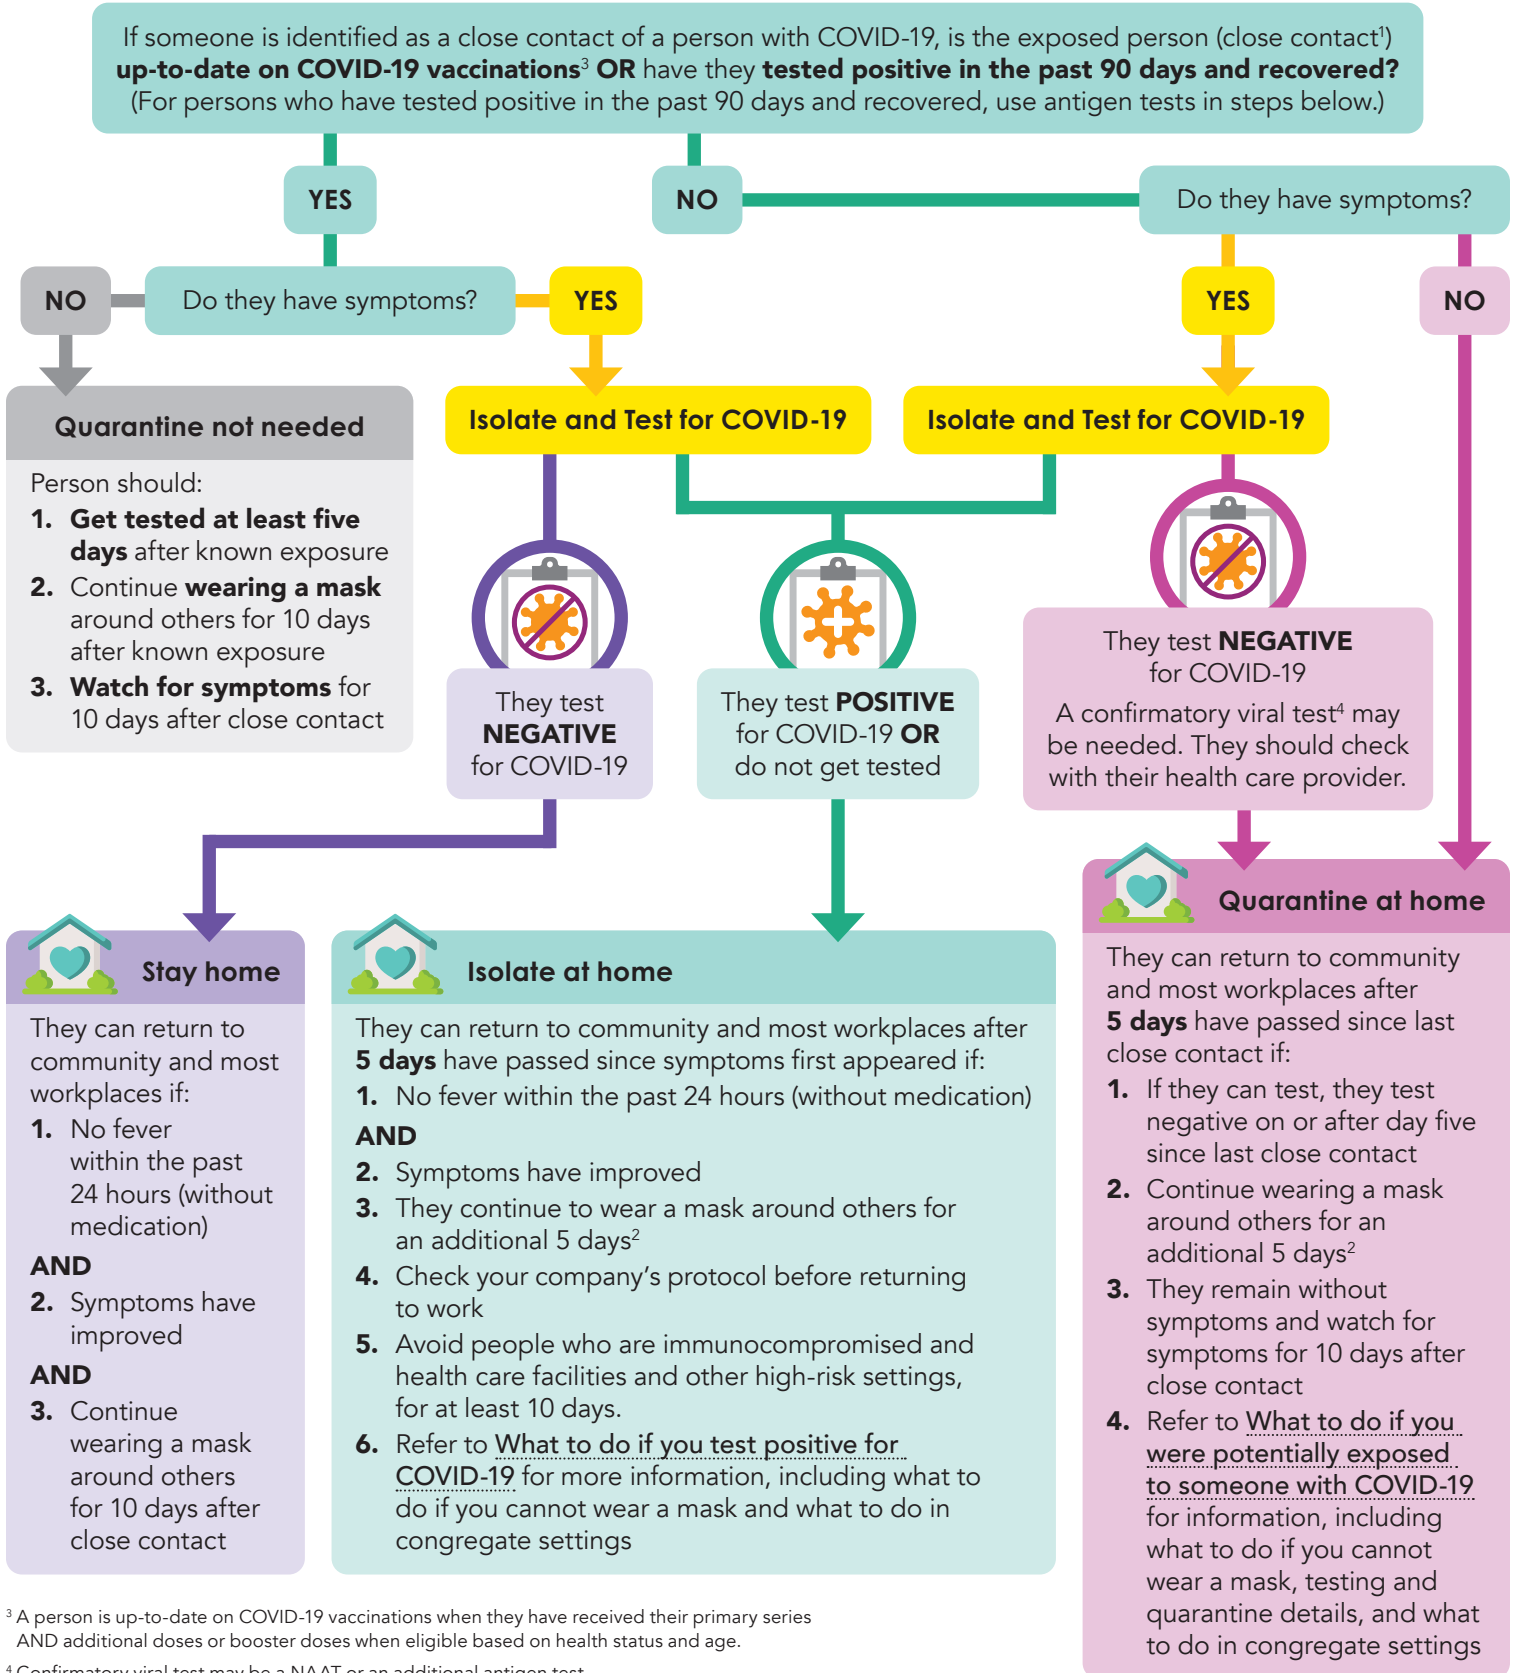 If someone is identified as a close contact of a person with COVID-19, is the exposed person (close contact¹)
up-to-date on COVID-19 vaccinations³ OR have they tested positive in the past 90 days and recovered?
(For persons who have tested positive in the past 90 days and recovered, use antigen tests in steps below.)
YES
NO
Do they have symptoms?
NO
Do they have symptoms?
YES
YES
NO
Quarantine not needed
Person should:
1. Get tested at least five
days after known exposure
2. Continue wearing a mask
around others for 10 days
after known exposure
3. Watch for symptoms for
10 days after close contact
Isolate and Test for COVID-19
Isolate and Test for COVID-19
They test
NEGATIVE
for COVID-19
They test POSITIVE
for COVID-19 OR
do not get tested
They test NEGATIVE
for COVID-19
A confirmatory viral test⁴ may
be needed. They should check
with their health care provider.
Stay home
They can return to
community and most
workplaces if:
1. No fever
within the past
24 hours (without
medication)
AND
2. Symptoms have
improved
AND
3. Continue
wearing a mask
around others
for 10 days after
close contact
Isolate at home
They can return to community and most workplaces after
5 days have passed since symptoms first appeared if:
1. No fever within the past 24 hours (without medication)
AND
2. Symptoms have improved
3. They continue to wear a mask around others for
an additional 5 days²
4. Check your company's protocol before returning
to work
5. Avoid people who are immunocompromised and
health care facilities and other high-risk settings,
for at least 10 days.
6. Refer to What to do if you test positive for
COVID-19 for more information, including what to
do if you cannot wear a mask and what to do in
congregate settings
Quarantine at home
They can return to community
and most workplaces after
5 days have passed since last
close contact if:
1. If they can test, they test
negative on or after day five
since last close contact
2. Continue wearing a mask
around others for an
additional 5 days²
3. They remain without
symptoms and watch for
symptoms for 10 days after
close contact
4. Refer to What to do if you
were potentially exposed
to someone with COVID-19
for information, including
what to do if you cannot
wear a mask, testing and
quarantine details, and what
to do in congregate settings
³ A person is up-to-date on COVID-19 vaccinations when they have received their primary series
AND additional doses or booster doses when eligible based on health status and age.
⁴ Confirmatory viral test may be a NAAT or an additional antigen test